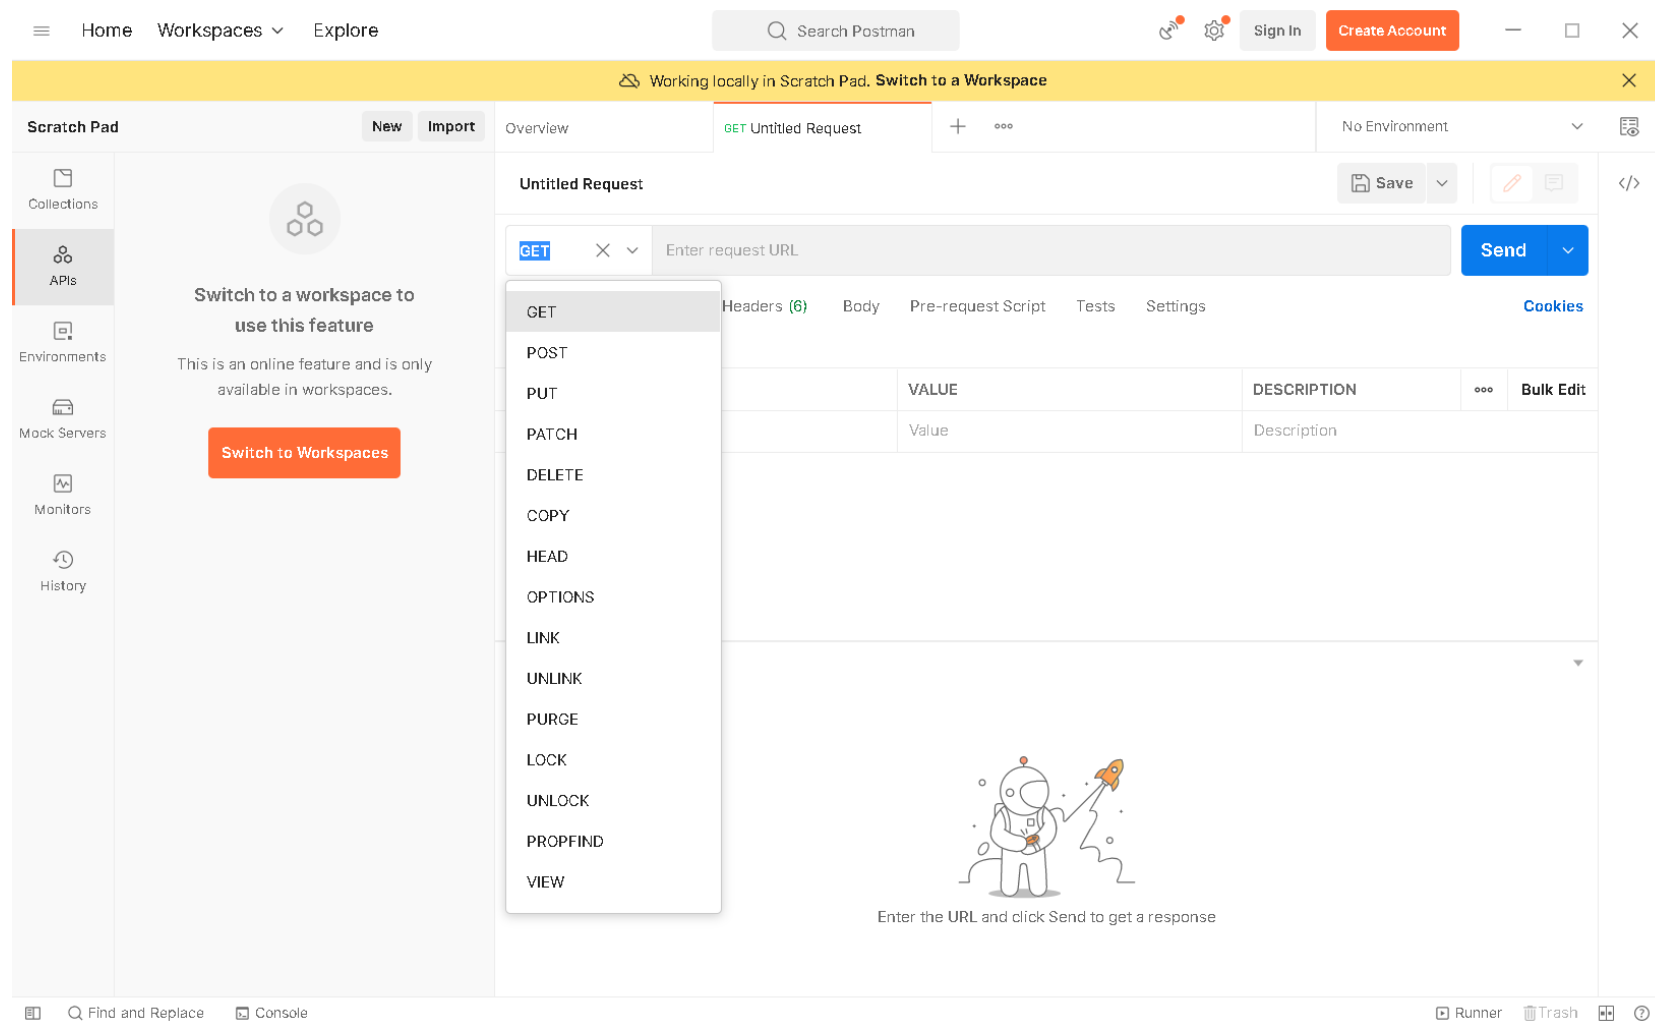 Home Workspaces Explore Search Postman Sign In Create Account
Working locally in Scratch Pad. Switch to a Workspace
Scratch Pad New Import Overview GET Untitled Request No Environment
Untitled Request Save
GET Enter request URL Send
Headers (6) Body Pre-request Script Tests Settings Cookies
VALUE DESCRIPTION Bulk Edit
Value Description
Collections
APIs
Environments
Mock Servers
Monitors
History
Switch to a workspace to
use this feature
This is an online feature and is only
available in workspaces.
Switch to Workspaces
GET
POST
PUT
PATCH
DELETE
COPY
HEAD
OPTIONS
LINK
UNLINK
PURGE
LOCK
UNLOCK
PROPFIND
VIEW
Enter the URL and click Send to get a response
Find and Replace Console Runner Trash